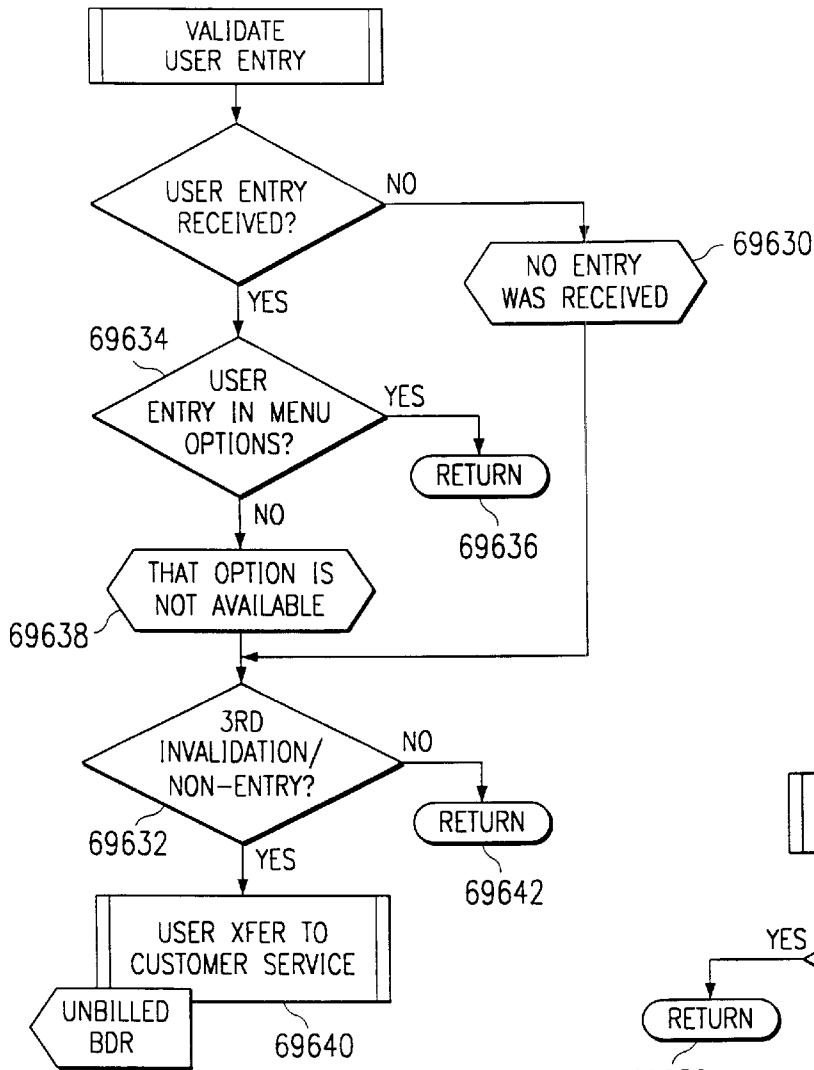 VALIDATE
USER ENTRY
USER ENTRY
RECEIVED?
NO
NO ENTRY
WAS RECEIVED
69630
YES
69634
USER
ENTRY IN MENU
OPTIONS?
YES
RETURN
69636
NO
THAT OPTION IS
NOT AVAILABLE
69638
3RD
INVALIDATION/
NON-ENTRY?
NO
69632
RETURN
69642
YES
USER XFER TO
CUSTOMER SERVICE
UNBILLED
BDR
69640
YES
RETURN